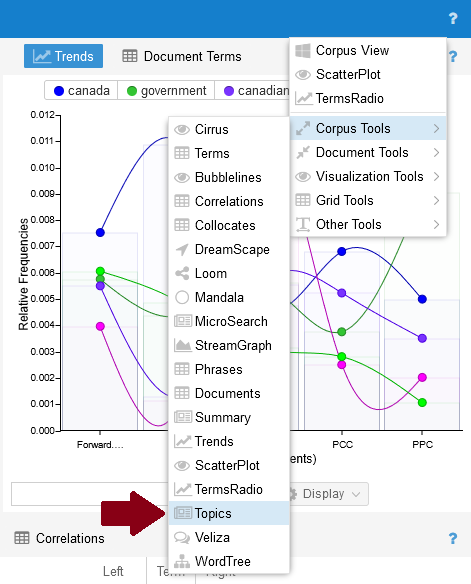 ?
Trends Document Terms ?
canada government canadian
Corpus View
ScatterPlot
TermsRadio
Corpus Tools
Document Tools
Visualization Tools
Grid Tools
Other Tools
Cirrus
Terms
Bubblelines
Correlations
Collocates
DreamScape
Loom
Mandala
MicroSearch
StreamGraph
Phrases
Documents
Summary
Trends
ScatterPlot
TermsRadio
Topics
Veliza
WordTree
Relative Frequencies
0.012
0.011
0.010
0.009
0.008
0.007
0.006
0.005
0.004
0.003
0.002
0.001
0.000
Forward.... PCC PPC
ents)
Display
Correlations ?
Left Term Right